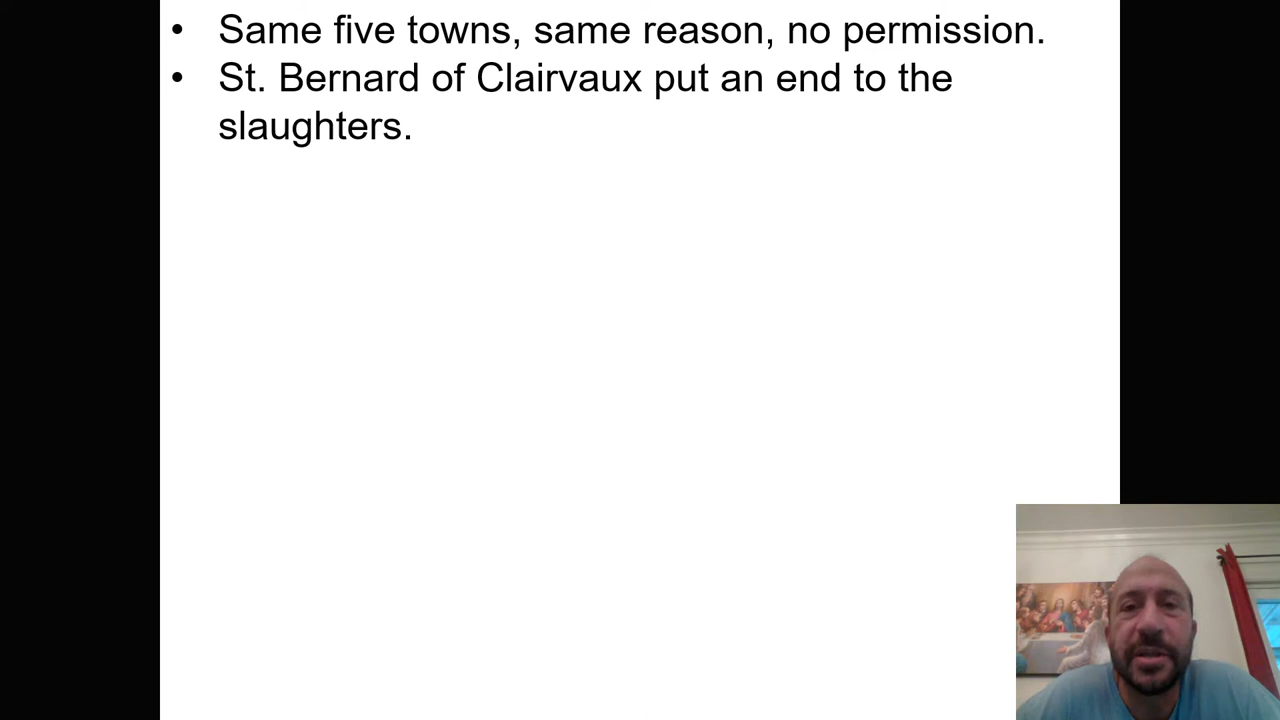 • Same five towns, same reason, no permission.
• St. Bernard of Clairvaux put an end to the
slaughters.